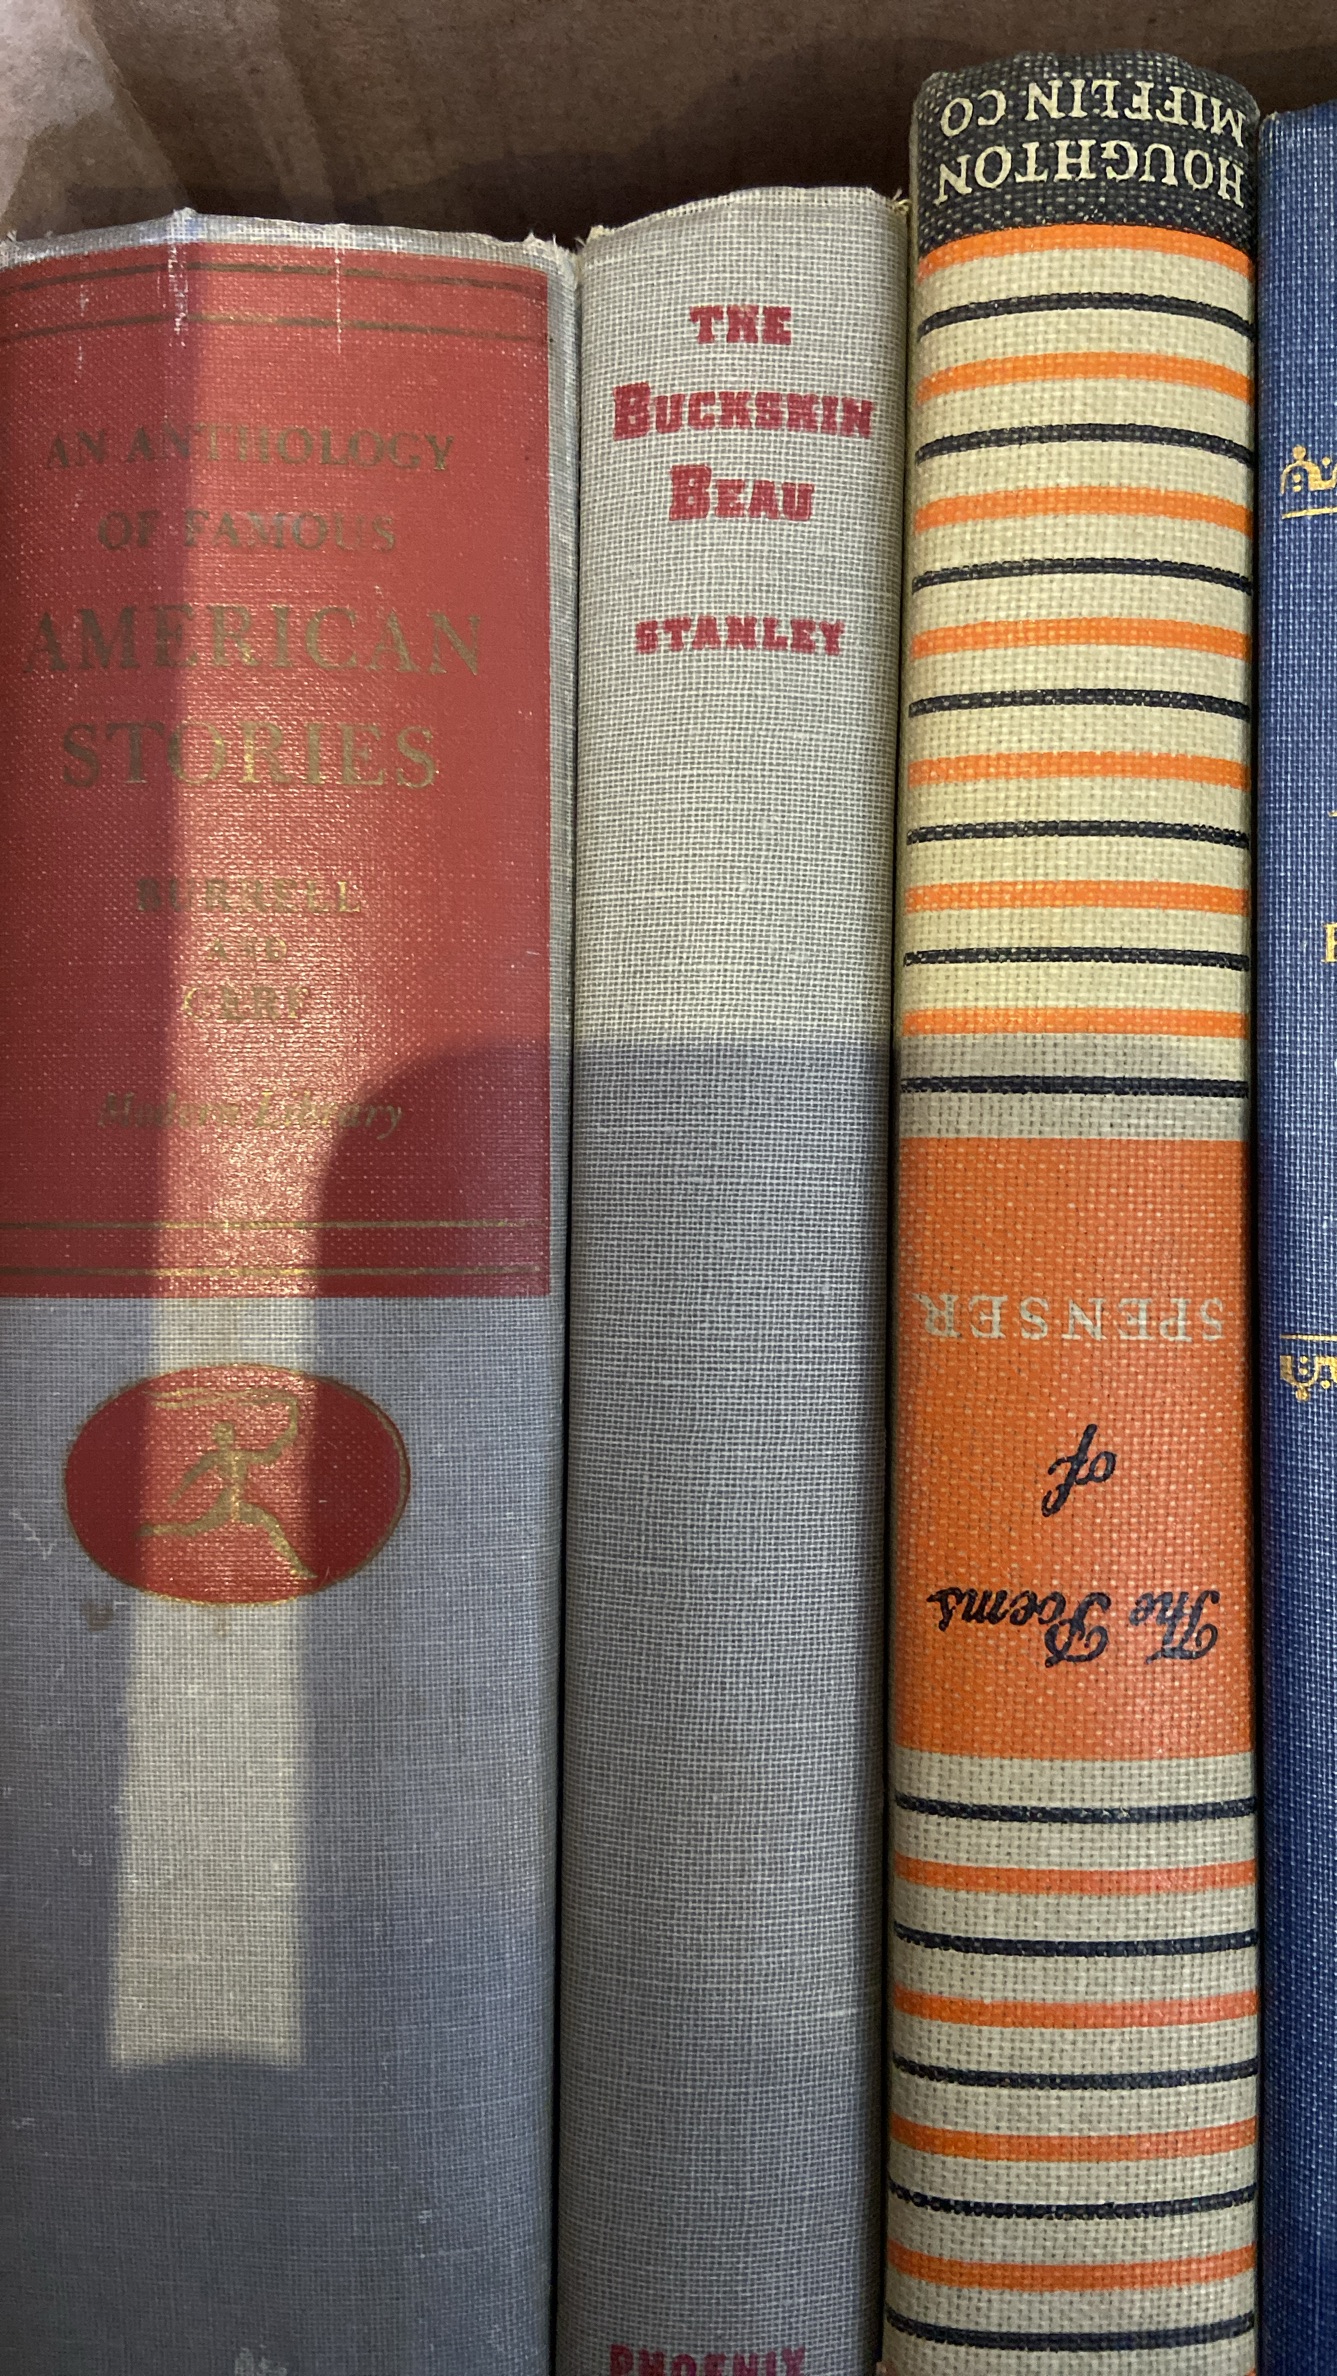 AN ANTHOLOGY
OF FAMOUS
AMERICAN
STORIES
BURRELL
AND
CERF
Modern Library
THE
BUCKSKIN
BEAU
STANLEY
PHOENIX
The Poems
of
SPENSER
HOUGHTON
MIFFLIN CO